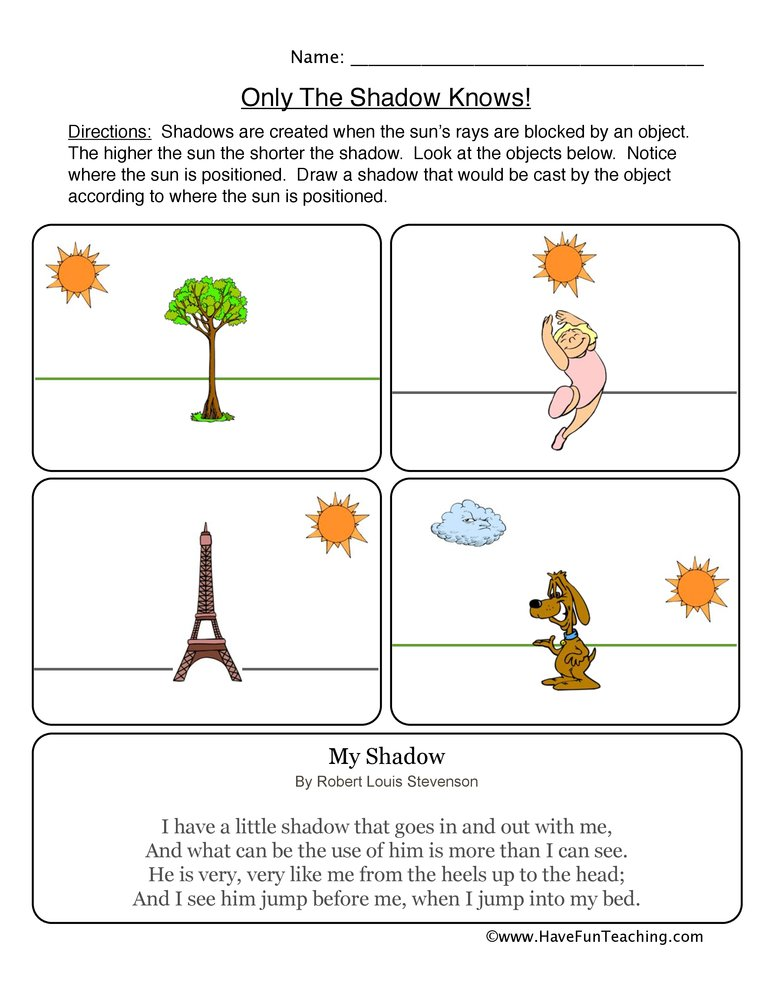 Name: ______________________________________
Only The Shadow Knows!
Directions:  Shadows are created when the sun's rays are blocked by an object.
The higher the sun the shorter the shadow.  Look at the objects below.  Notice
where the sun is positioned.  Draw a shadow that would be cast by the object
according to where the sun is positioned.
My Shadow
By Robert Louis Stevenson
I have a little shadow that goes in and out with me,
And what can be the use of him is more than I can see.
He is very, very like me from the heels up to the head;
And I see him jump before me, when I jump into my bed.
©www.HaveFunTeaching.com